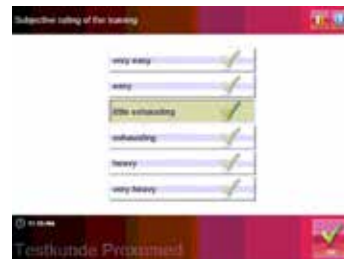 Subjective rating of the training
very easy
easy
little exhausting
exhausting
heavy
very heavy
Testkunde Proxomed